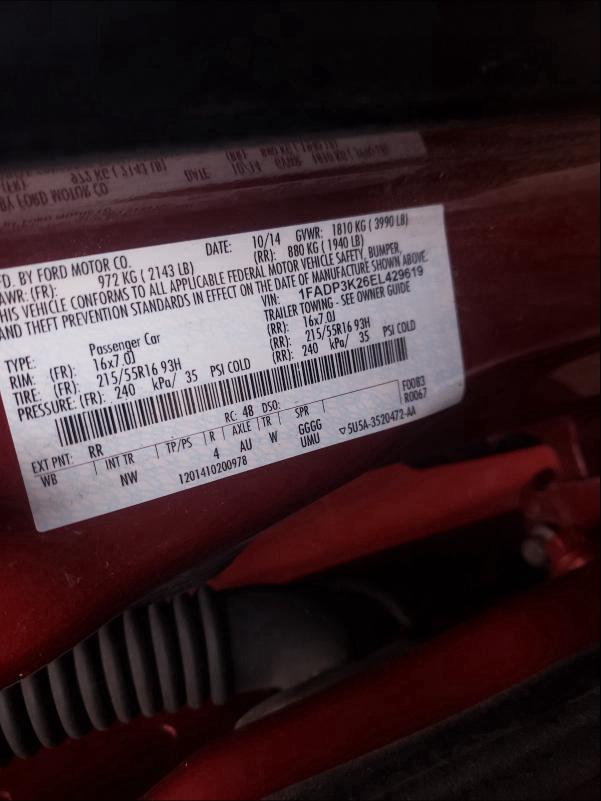 FD. BY FORD MOTOR CO.
DATE: 10/14 GVWR: 1810 KG ( 3990 LB)
AWR: (FR): 972 KG ( 2143 LB) (RR): 880 KG ( 1940 LB)
THIS VEHICLE CONFORMS TO ALL APPLICABLE FEDERAL MOTOR VEHICLE SAFETY, BUMPER,
AND THEFT PREVENTION STANDARDS IN EFFECT ON THE DATE OF MANUFACTURE SHOWN ABOVE.
VIN: 1FADP3K26EL429619
TYPE: Passenger Car TRAILER TOWING - SEE OWNER GUIDE
RIM: (FR): 16x7.0J (RR): 16x7.0J
TIRE: (FR): 215/55R16 93H (RR): 215/55R16 93H
PRESSURE: (FR): 240 kPa/ 35 PSI COLD (RR): 240 kPa/ 35 PSI COLD
RC: 48 DSO: F0083
EXT PNT: RR R0067
WB INT TR TP/PS R AXLE TR SPR
NW 4 AU W GGGG
1201410200978 UMU ▽5U5A-3520472-AA